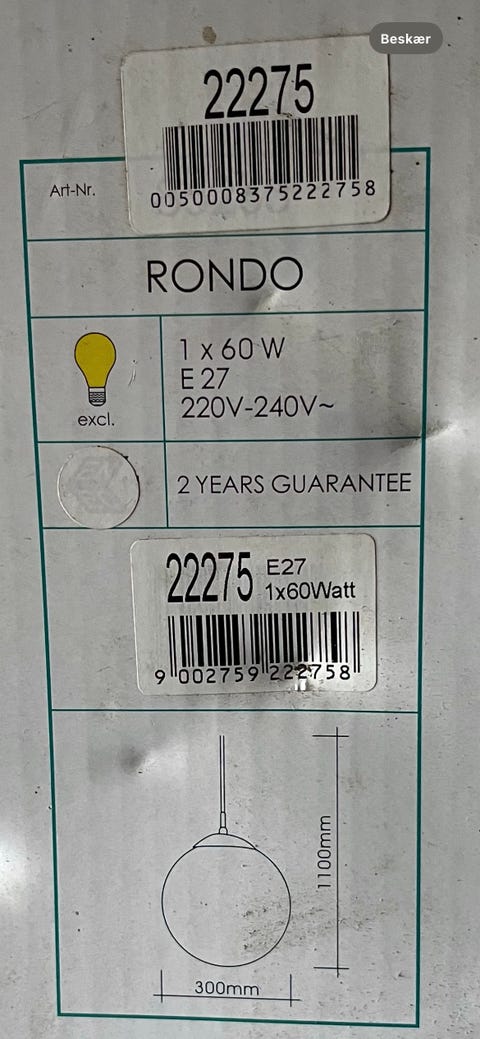 Beskær
22275
0050008375222758
Art-Nr.
RONDO
1 x 60 W
E 27
220V-240V~
excl.
2 YEARS GUARANTEE
22275 E27
1x60Watt
9 002759 222758
1100mm
300mm